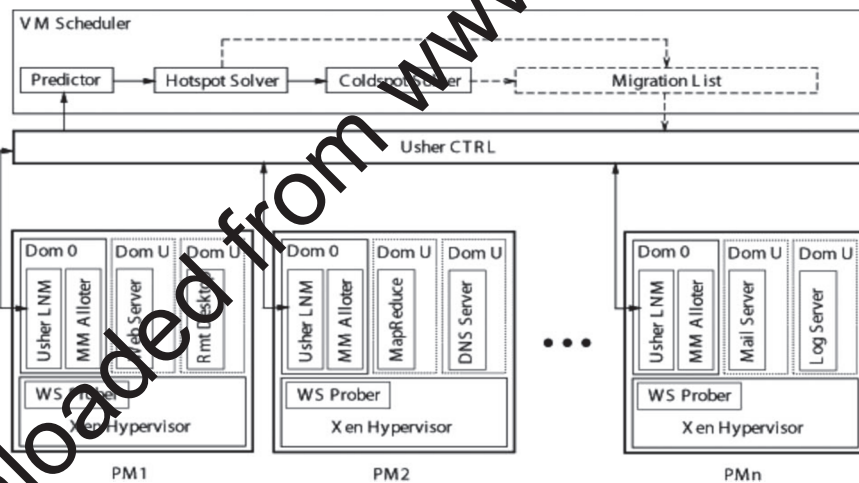 VM Scheduler
Predictor
Hotspot Solver
Coldspot Solver
Migration List
Usher CTRL
Dom 0
Usher LNM
MM Alloter
Dom U
Web Server
Dom U
Rmt Desktop
WS Prober
Xen Hypervisor
PM1
Dom 0
Usher LNM
MM Alloter
Dom U
MapReduce
Dom U
DNS Server
WS Prober
Xen Hypervisor
PM2
•••
Dom 0
Usher LNM
MM Alloter
Dom U
Mail Server
Dom U
Log Server
WS Prober
Xen Hypervisor
PMn
loaded from www